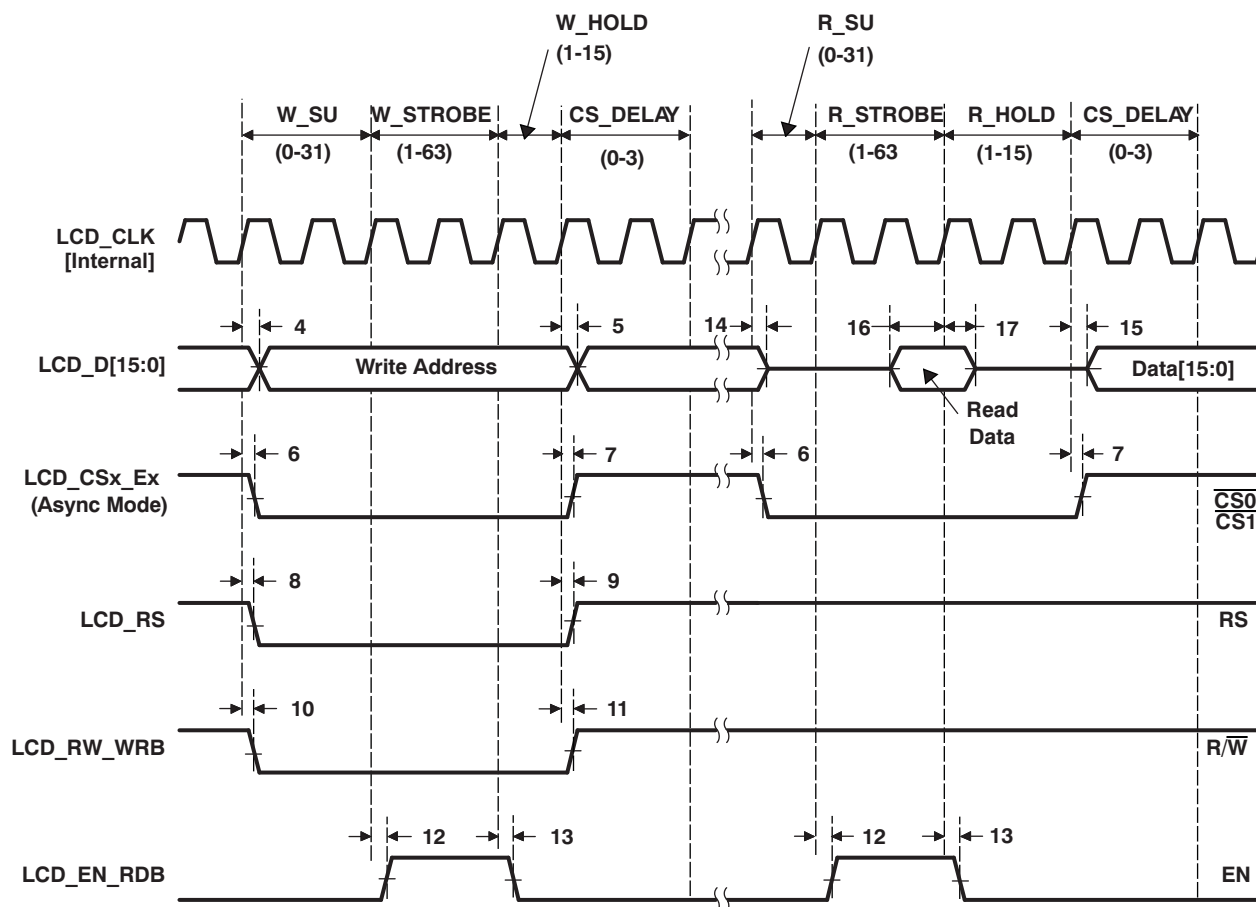 W_HOLD
(1-15)
R_SU
(0-31)
W_SU
W_STROBE
CS_DELAY
R_STROBE
R_HOLD
CS_DELAY
(0-31)
(1-63)
(0-3)
(1-63
(1-15)
(0-3)
LCD_CLK
[Internal]
4
5
14
16
17
15
LCD_D[15:0]
Write Address
Data[15:0]
Read
Data
6
7
6
7
LCD_CSx_Ex
(Async Mode)
CS0
CS1
8
9
LCD_RS
RS
10
11
LCD_RW_WRB
R/W
12
13
12
13
LCD_EN_RDB
EN